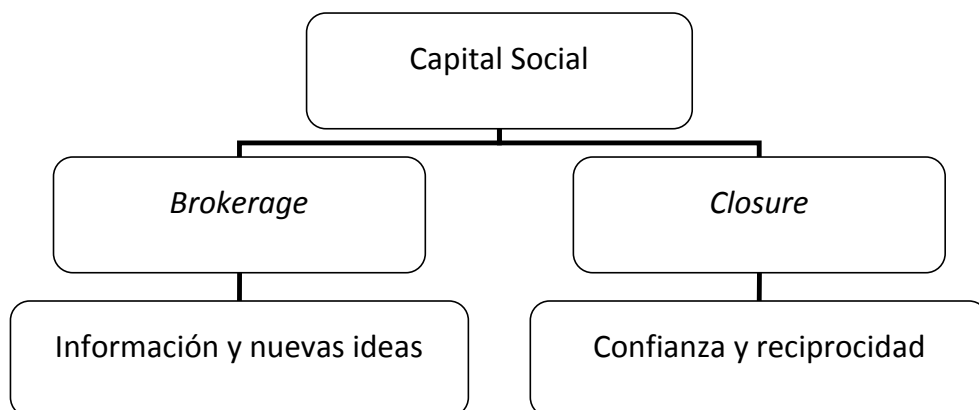 Capital Social
Brokerage
Closure
Información y nuevas ideas
Confianza y reciprocidad